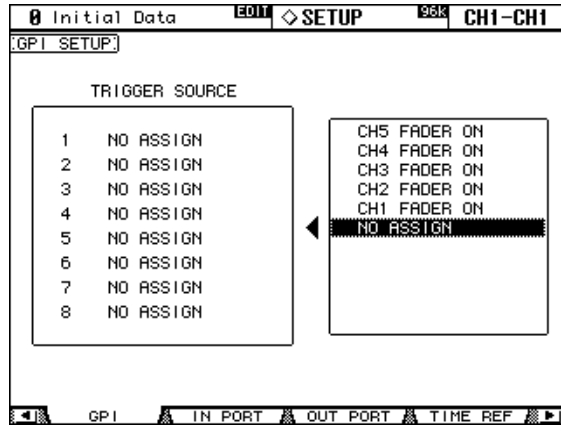 0 Initial Data EDIT ◇SETUP 96K CH1-CH1
GPI SETUP
TRIGGER SOURCE
1 NO ASSIGN
2 NO ASSIGN
3 NO ASSIGN
4 NO ASSIGN
5 NO ASSIGN
6 NO ASSIGN
7 NO ASSIGN
8 NO ASSIGN
CH5 FADER ON
CH4 FADER ON
CH3 FADER ON
CH2 FADER ON
CH1 FADER ON
NO ASSIGN
GPI IN PORT OUT PORT TIME REF